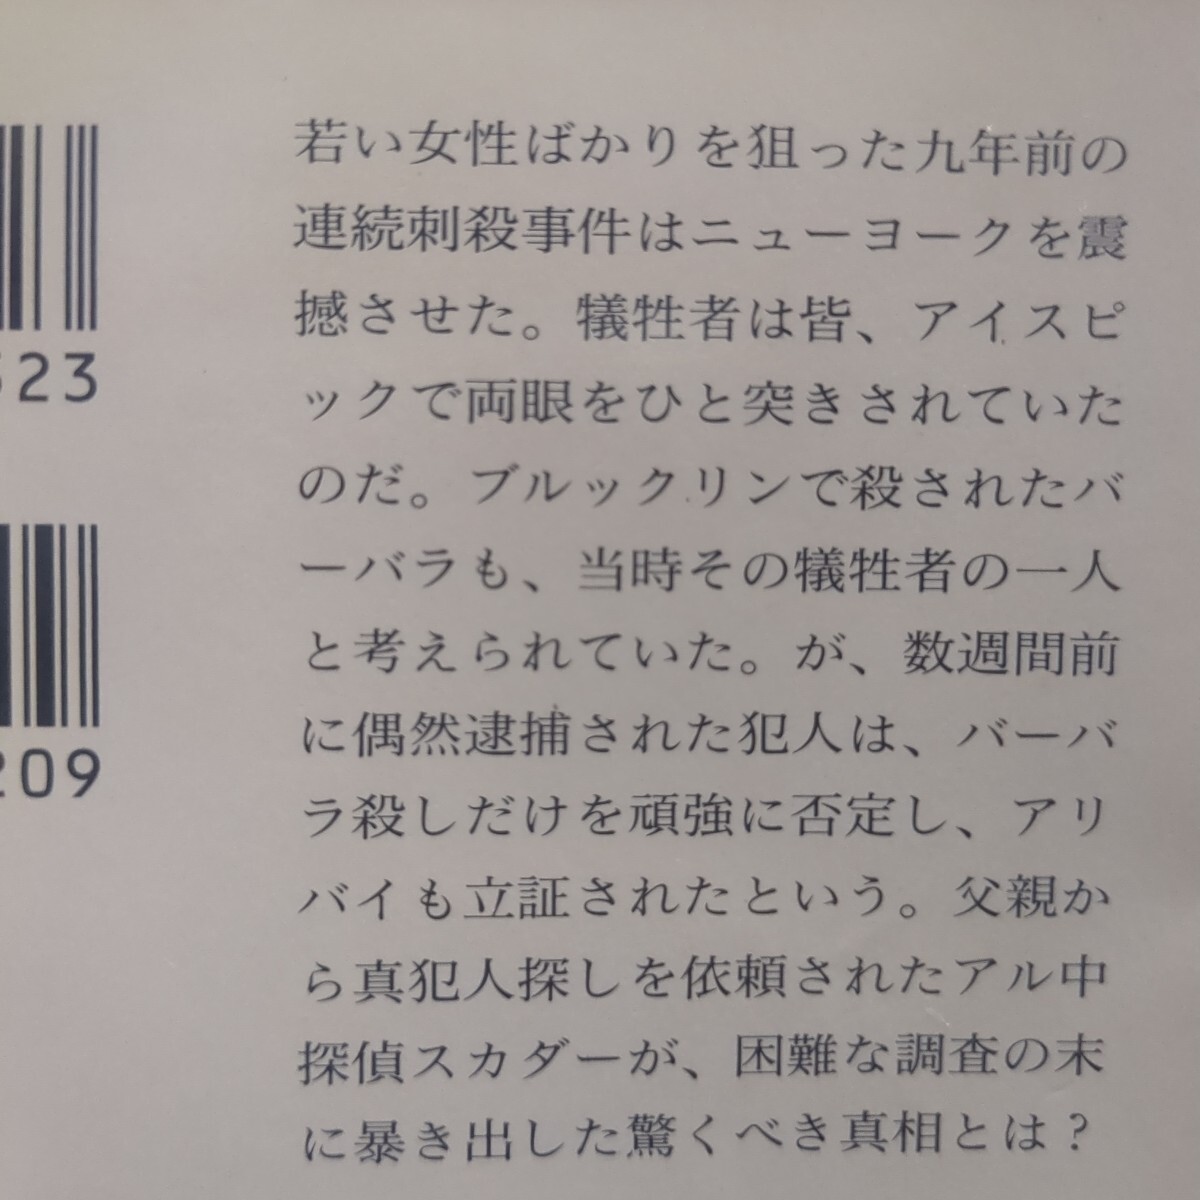 若い女性ばかりを狙った九年前の
連続刺殺事件はニューヨークを震
撼させた。犠牲者は皆、アイスピ
ックで両眼をひと突きされていた
のだ。ブルックリンで殺されたバ
ーバラも、当時その犠牲者の一人
と考えられていた。が、数週間前
に偶然逮捕された犯人は、バーバ
ラ殺しだけを頑強に否定し、アリ
バイも立証されたという。父親か
ら真犯人探しを依頼されたアル中
探偵スカダーが、困難な調査の末
に暴き出した驚くべき真相とは？
23
209